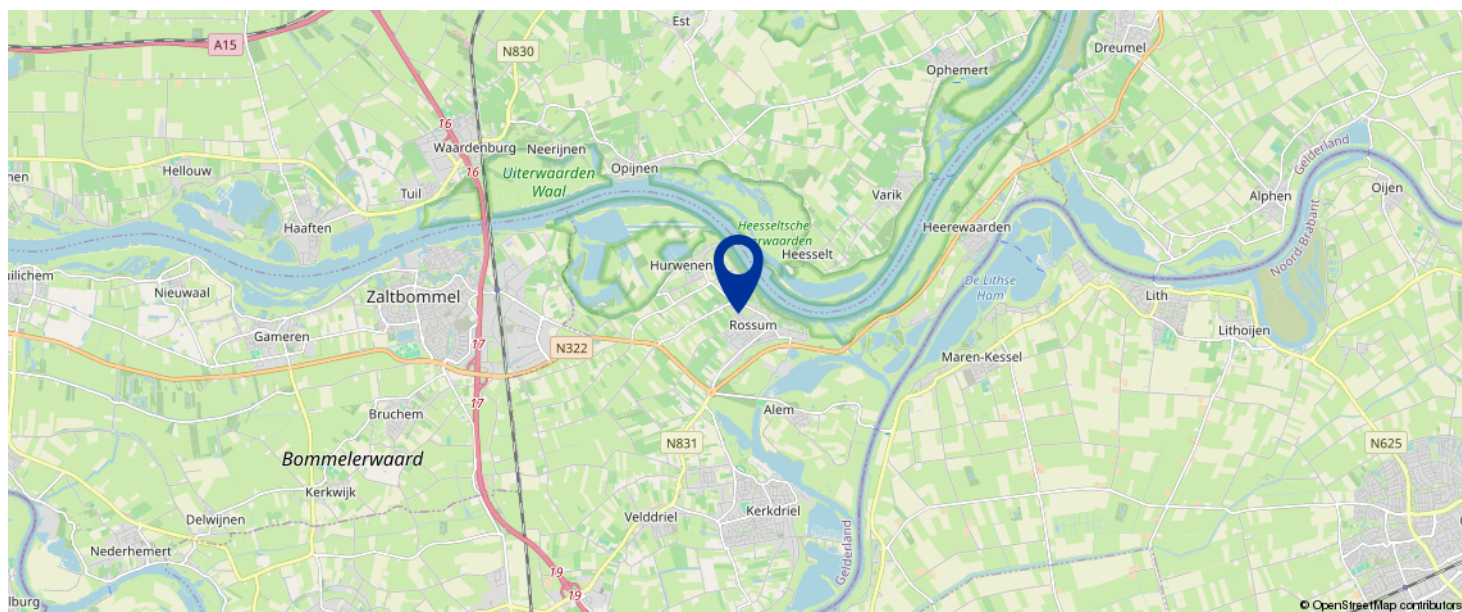 Est
Dreumel
A15
N830
Ophemert
16
Waardenburg
Neerijnen
Gelderland
Hellouw
Opijnen
Uiterwaarden
Waal
16
Tuil
Varik
Alphen
Oijen
Haaften
Heesseltsche
Heerewaarden
Noord-Brabant
Heesselt
Hurwenen
De Lithse
Ham
Nieuwaal
Zaltbommel
Lith
Rossum
Lithoijen
Gameren
17
N322
Maren-Kessel
17
Bruchem
Alem
N831
N625
Bommelerwaard
Kerkwijk
Delwijnen
Velddriel
Kerkdriel
Nederhemert
Gelderland
19
19
© OpenStreetMap contributors